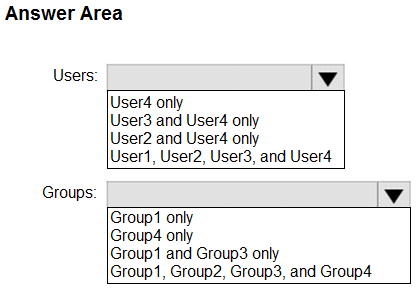 Answer Area
Users:
User4 only
User3 and User4 only
User2 and User4 only
User1, User2, User3, and User4
Groups:
Group1 only
Group4 only
Group1 and Group3 only
Group1, Group2, Group3, and Group4